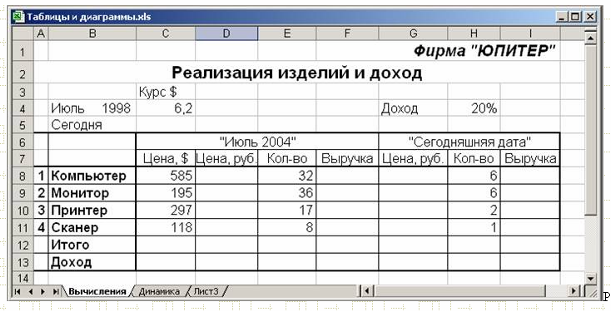 Таблицы и диаграммы.xls
A B C D E F G H I
1 Фирма "ЮПИТЕР"
2 Реализация изделий и доход
3 Курс $
4 Июль 1998 6,2 Доход 20%
5 Сегодня
6 "Июль 2004" "Сегодняшняя дата"
7 Цена, $ Цена, руб Кол-во Выручка Цена, руб. Кол-во Выручка
8 1 Компьютер 585 32 6
9 2 Монитор 195 36 6
10 3 Принтер 297 17 2
11 4 Сканер 118 8 1
12 Итого
13 Доход
14
Вычисления Динамика Лист3
Р